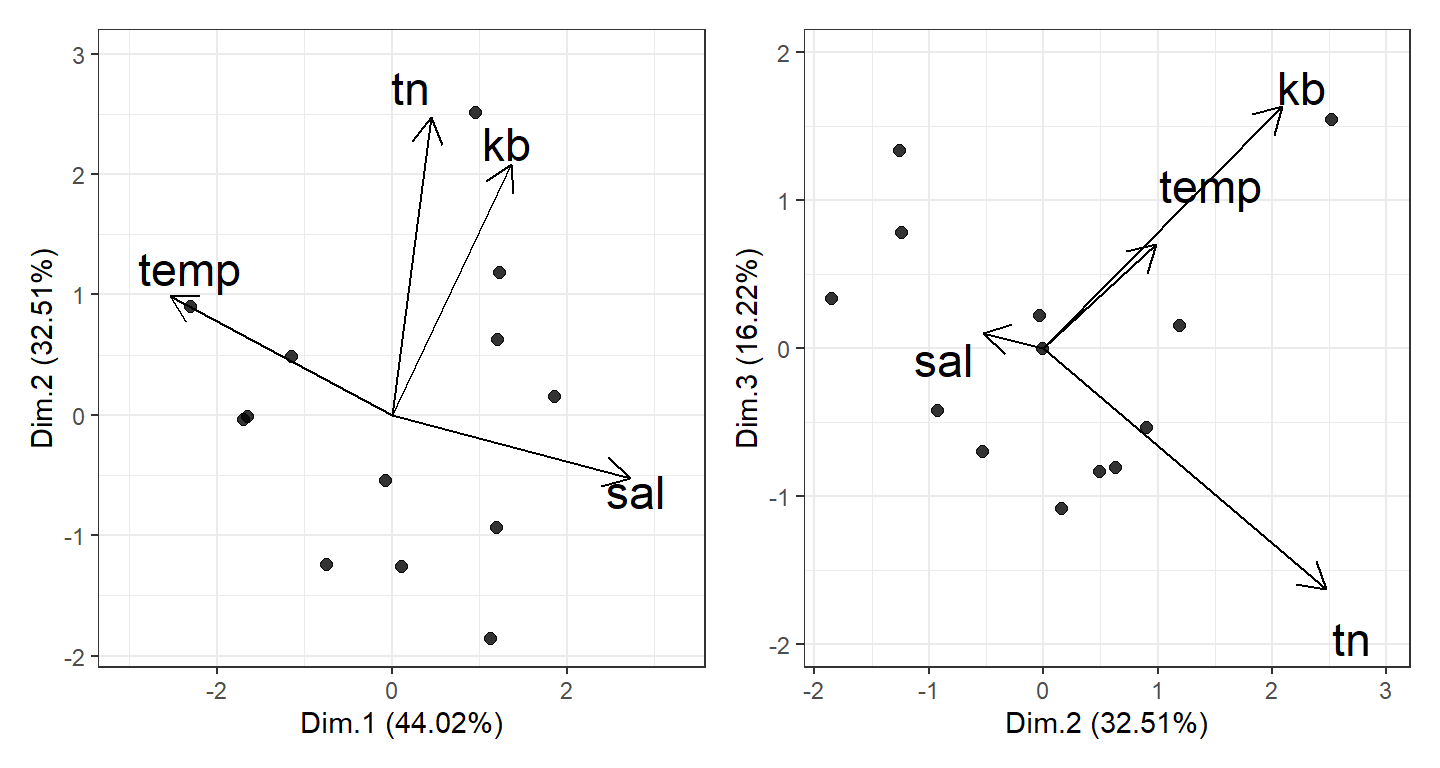 3
2
1
0
-1
-2
Dim.2 (32.51%)
tn
kb
temp
sal
-2
0
2
Dim.1 (44.02%)
2
1
0
-1
-2
Dim.3 (16.22%)
kb
temp
sal
tn
-2
-1
0
1
2
3
Dim.2 (32.51%)